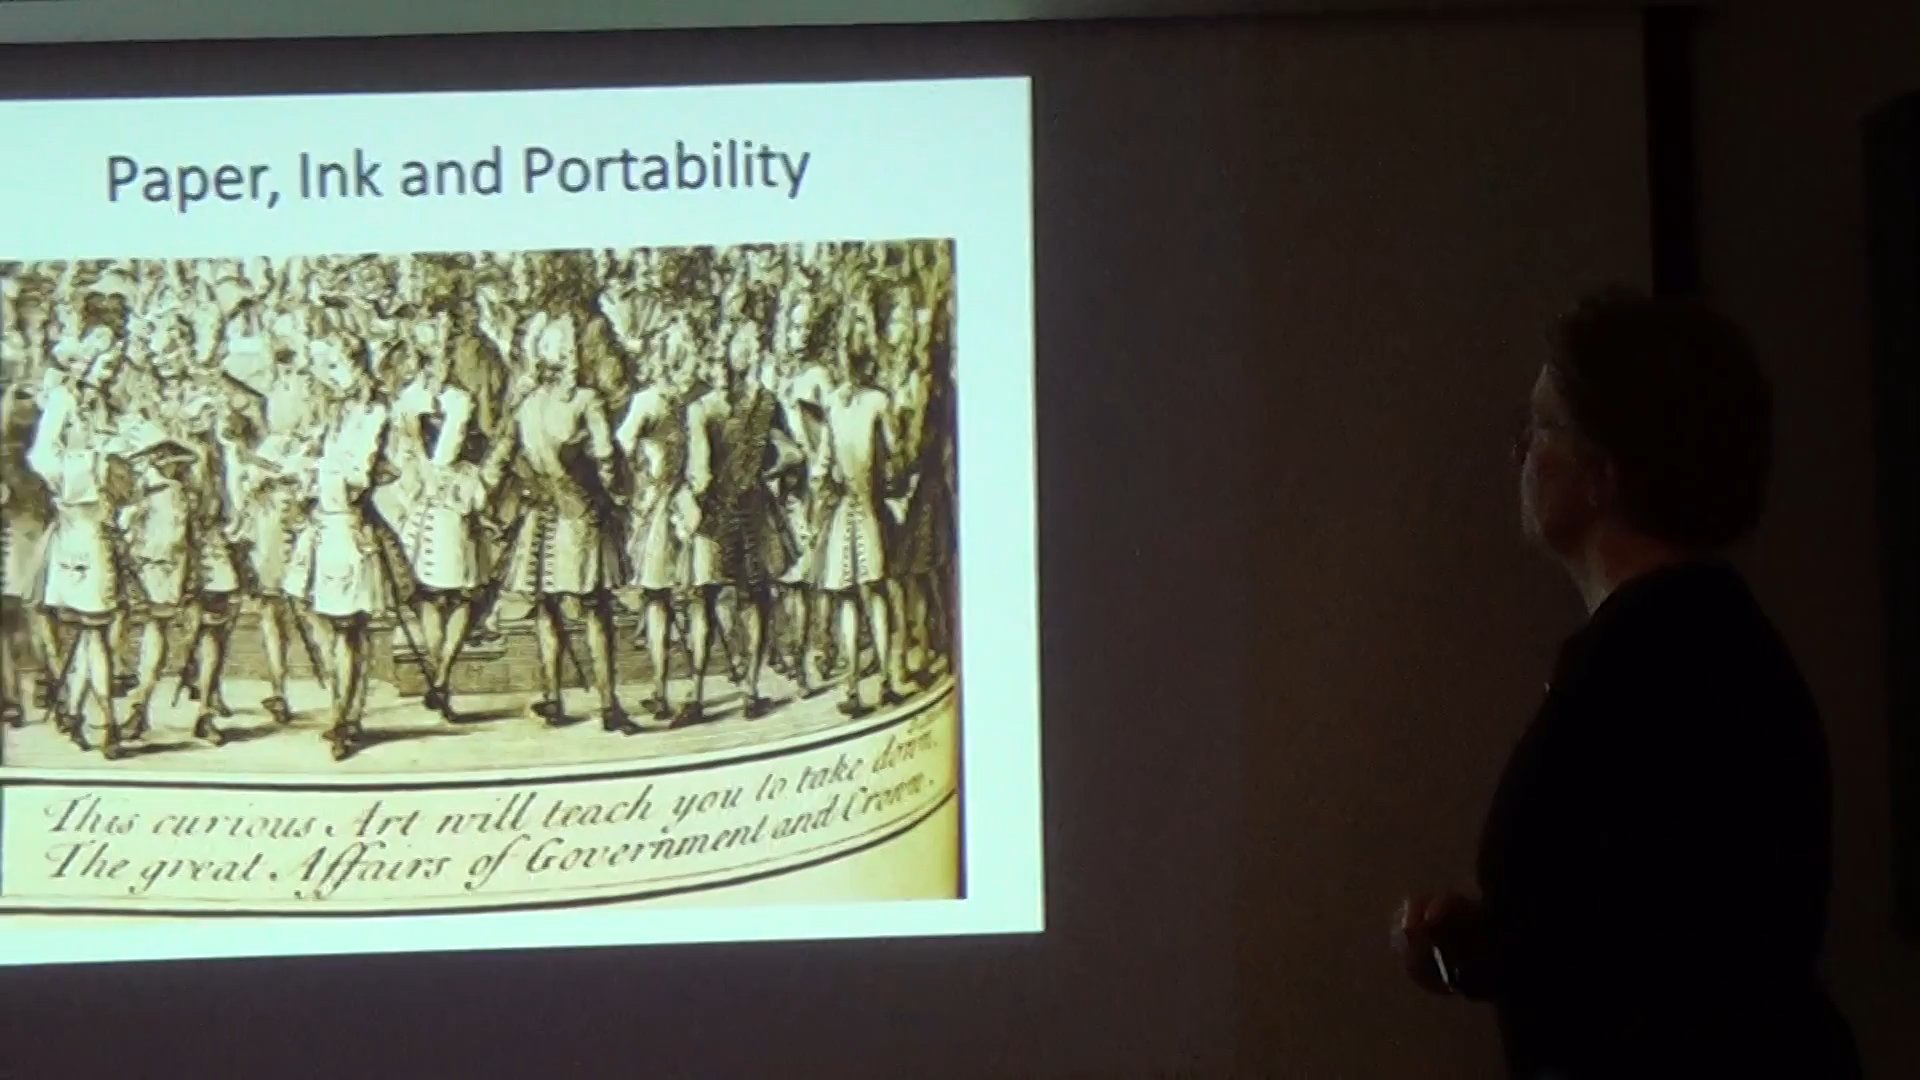 Paper, Ink and Portability
This curious Art will teach you to take down.
The great Affairs of Government and Crown.